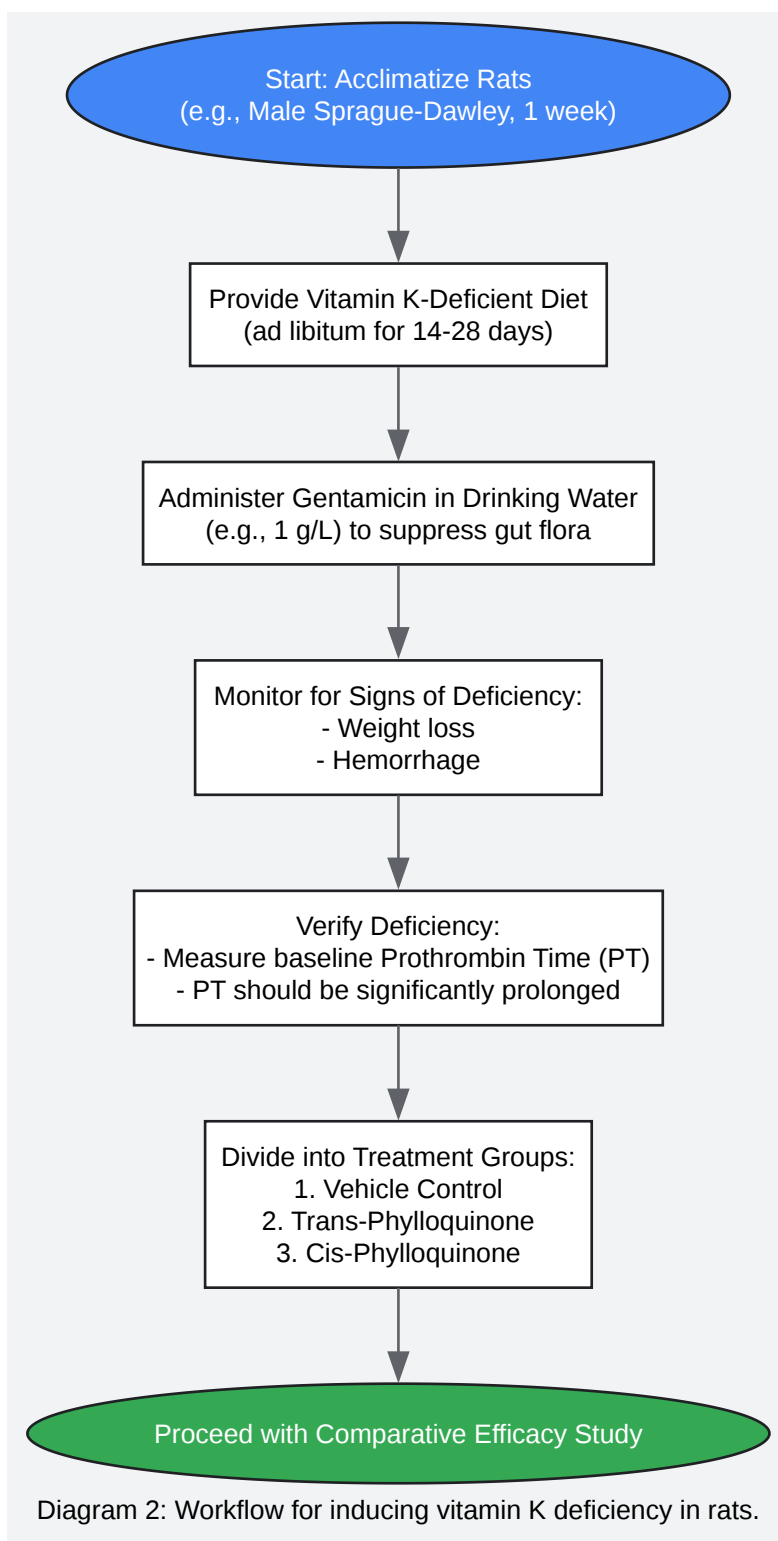 Start: Acclimatize Rats
(e.g., Male Sprague-Dawley, 1 week)
Provide Vitamin K-Deficient Diet
(ad libitum for 14-28 days)
Administer Gentamicin in Drinking Water
(e.g., 1 g/L) to suppress gut flora
Monitor for Signs of Deficiency:
- Weight loss
- Hemorrhage
Verify Deficiency:
- Measure baseline Prothrombin Time (PT)
- PT should be significantly prolonged
Divide into Treatment Groups:
1. Vehicle Control
2. Trans-Phylloquinone
3. Cis-Phylloquinone
Proceed with Comparative Efficacy Study
Diagram 2: Workflow for inducing vitamin K deficiency in rats.